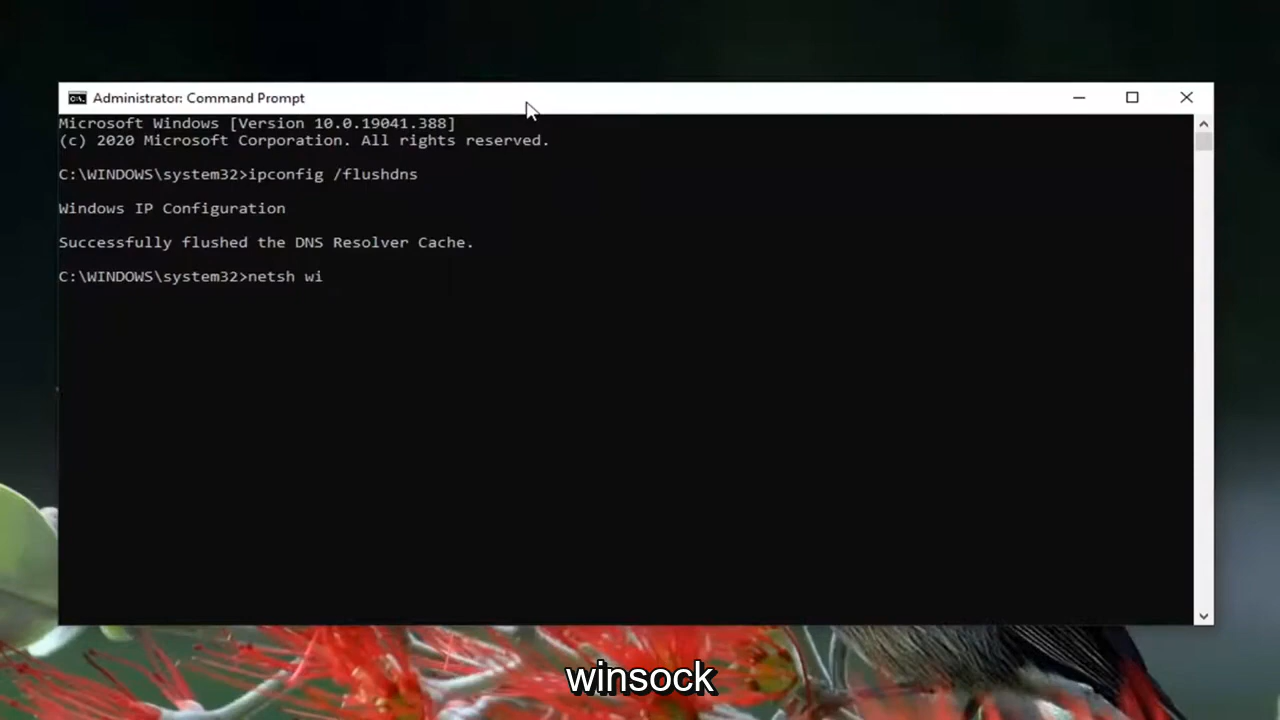 Administrator: Command Prompt
Microsoft Windows [Version 10.0.19041.388]
(c) 2020 Microsoft Corporation. All rights reserved.
C:\WINDOWS\system32>ipconfig /flushdns
Windows IP Configuration
Successfully flushed the DNS Resolver Cache.
C:\WINDOWS\system32>netsh wi
winsock